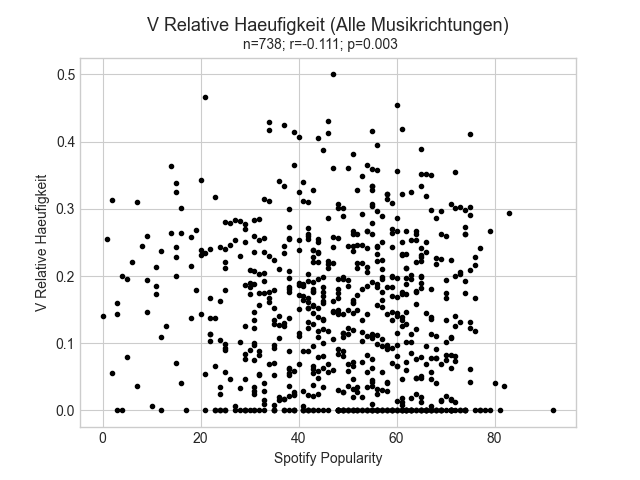 V Relative Haeufigkeit (Alle Musikrichtungen)
n=738; r=-0.111; p=0.003
V Relative Haeufigkeit
0.5
0.4
0.3
0.2
0.1
0.0
0 20 40 60 80
Spotify Popularity